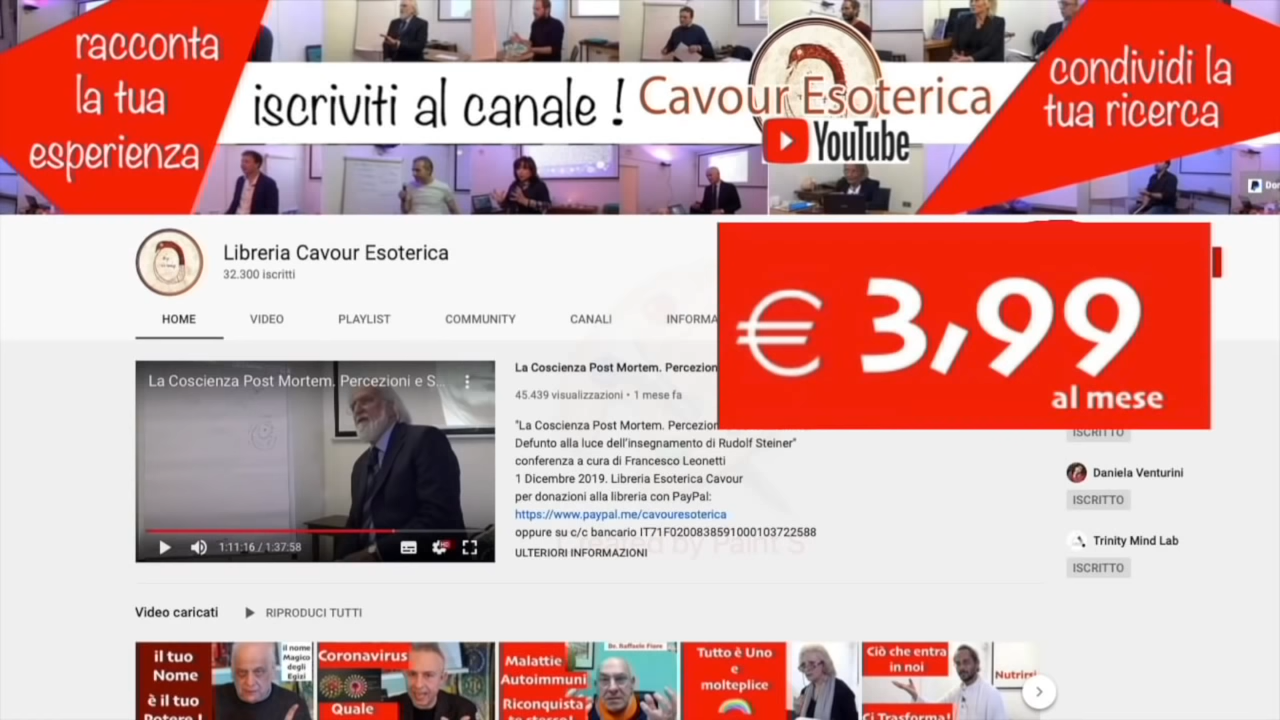 racconta
la tua
esperienza
iscriviti al canale !
Cavour Esoterica
YouTube
condividi la
tua ricerca
Libreria Cavour Esoterica
32.300 iscritti
HOME VIDEO PLAYLIST COMMUNITY CANALI INFORMA
€ 3,99
al mese
La Coscienza Post Mortem. Percezioni e S...
1:11:16 / 1:37:58
La Coscienza Post Mortem. Percezion
45.439 visualizzazioni • 1 mese fa
"La Coscienza Post Mortem. Percezion
Defunto alla luce dell'insegnamento di Rudolf Steiner"
conferenza a cura di Francesco Leonetti
1 Dicembre 2019. Libreria Esoterica Cavour
per donazioni alla libreria con PayPal:
https://www.paypal.me/cavouresoterica
oppure su c/c bancario IT71F0200838591000103722588
ULTERIORI INFORMAZIONI
ISCRITTO
Daniela Venturini
ISCRITTO
Trinity Mind Lab
ISCRITTO
Video caricati RIPRODUCI TUTTI
il tuo
Nome
è il tuo
Potere !
il nome
Magico
degli
Egizi
Coronavirus
Quale
Malattie
Autoimmuni
Riconquista
Dr. Raffaele Fiore
Tutto è Uno
e
molteplice
Ciò che entra
in noi
Ci Trasforma!
Nutrirsi